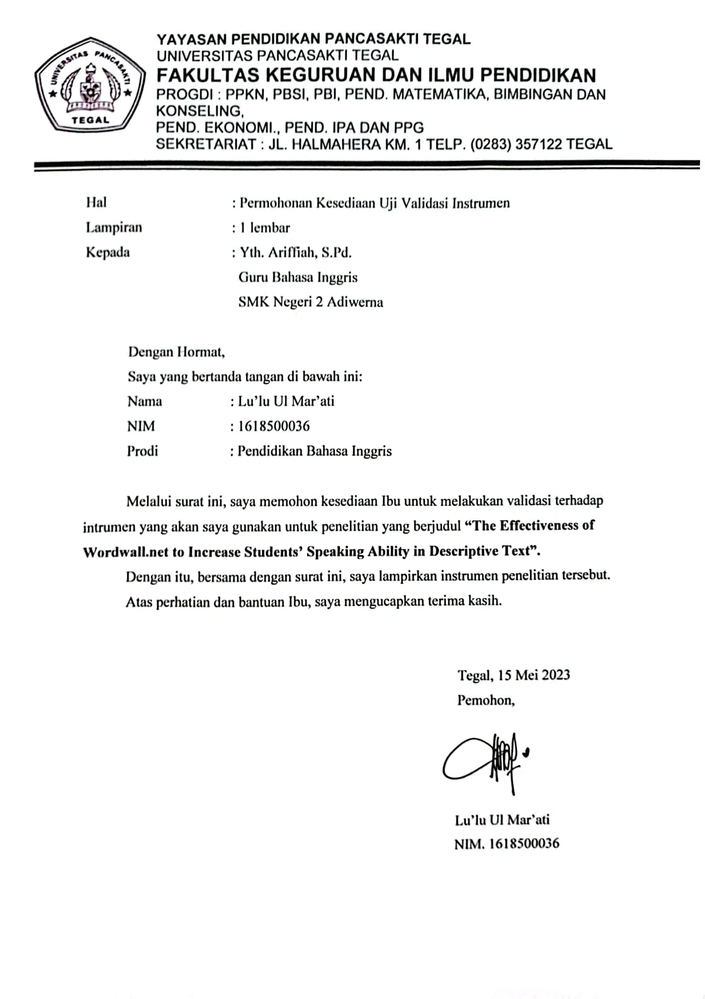 YAYASAN PENDIDIKAN PANCASAKTI TEGAL
UNIVERSITAS PANCASAKTI TEGAL
FAKULTAS KEGURUAN DAN ILMU PENDIDIKAN
PROGDI : PPKN, PBSI, PBI, PEND. MATEMATIKA, BIMBINGAN DAN
KONSELING,
PEND. EKONOMI., PEND. IPA DAN PPG
SEKRETARIAT : JL. HALMAHERA KM. 1 TELP. (0283) 357122 TEGAL
UNIVERSITAS PANCASAKTI
TEGAL
Hal : Permohonan Kesediaan Uji Validasi Instrumen
Lampiran : 1 lembar
Kepada : Yth. Ariffiah, S.Pd.
Guru Bahasa Inggris
SMK Negeri 2 Adiwerna
Dengan Hormat,
Saya yang bertanda tangan di bawah ini:
Nama : Lu’lu Ul Mar’ati
NIM : 1618500036
Prodi : Pendidikan Bahasa Inggris
Melalui surat ini, saya memohon kesediaan Ibu untuk melakukan validasi terhadap
intrumen yang akan saya gunakan untuk penelitian yang berjudul “The Effectiveness of
Wordwall.net to Increase Students’ Speaking Ability in Descriptive Text”.
Dengan itu, bersama dengan surat ini, saya lampirkan instrumen penelitian tersebut.
Atas perhatian dan bantuan Ibu, saya mengucapkan terima kasih.
Tegal, 15 Mei 2023
Pemohon,
Lu’lu Ul Mar’ati
NIM. 1618500036